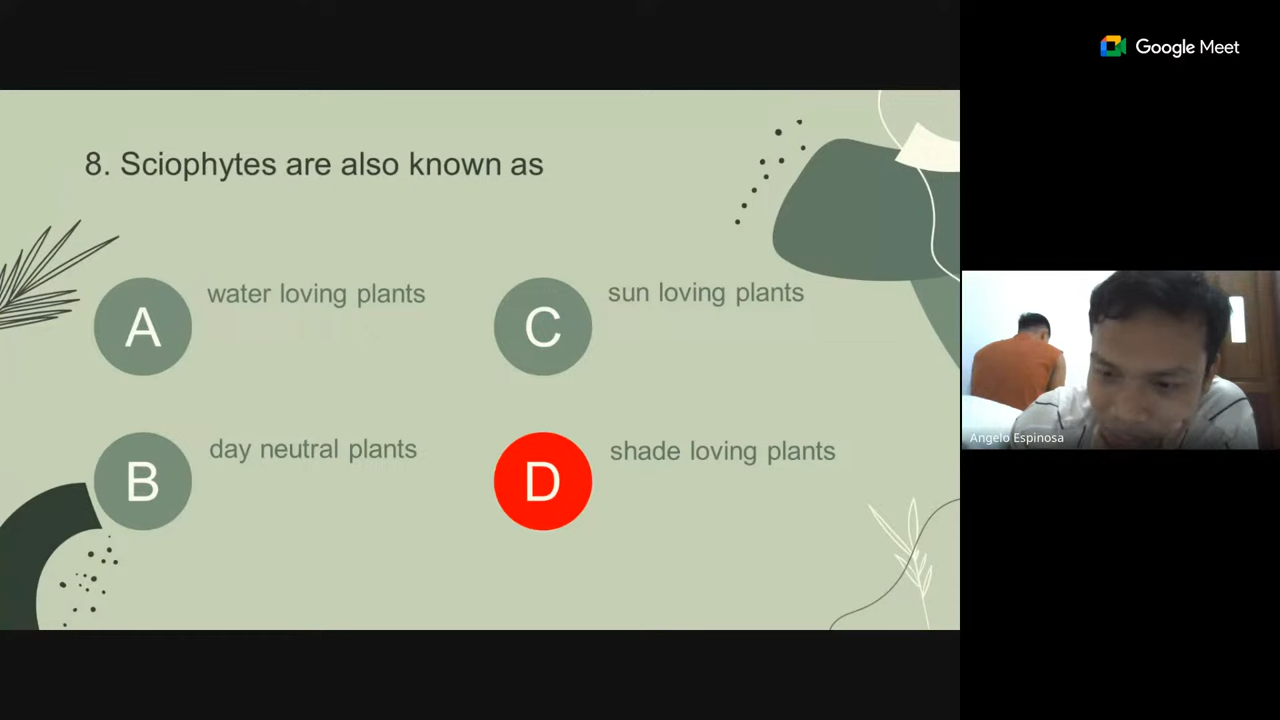 Google Meet
8. Sciophytes are also known as
A
water loving plants
C
sun loving plants
B
day neutral plants
D
shade loving plants
Angelo Espinosa